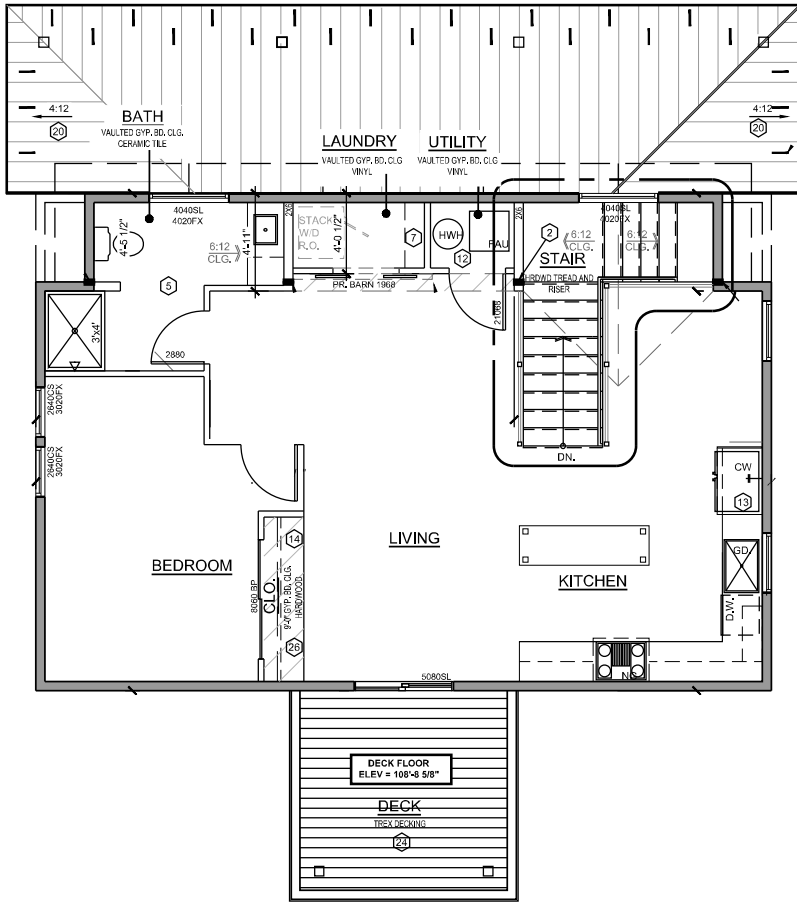 4:12
20
BATH
VAULTED GYP. BD. CLG.
CERAMIC TILE
LAUNDRY
VAULTED GYP. BD. CLG
VINYL
UTILITY
VAULTED GYP. BD. CLG
VINYL
4:12
20
4040SL
4020FX
4'-5 1/2"
6:12
CLG.
4'-11"
5
2X6
STACK
W/D
R.O.
4'-0 1/2"
7
HWH
12
FAU
2X6
2
6:12
CLG.
4040SL
4020FX
6:12
CLG.
STAIR
HRDWD TREAD AND
RISER
PR. BARN 1968
21068
3'X4'
2880
2640CS
3020FX
2640CS
3020FX
DN.
CW
13
GD.
D.W.
LIVING
KITCHEN
BEDROOM
14
8060 BP
CLO.
9'-0" GYP. BD. CLG.
HARDWOOD.
26
NG
5080SL
DECK FLOOR
ELEV = 108'-8 5/8"
DECK
TREX DECKING
24